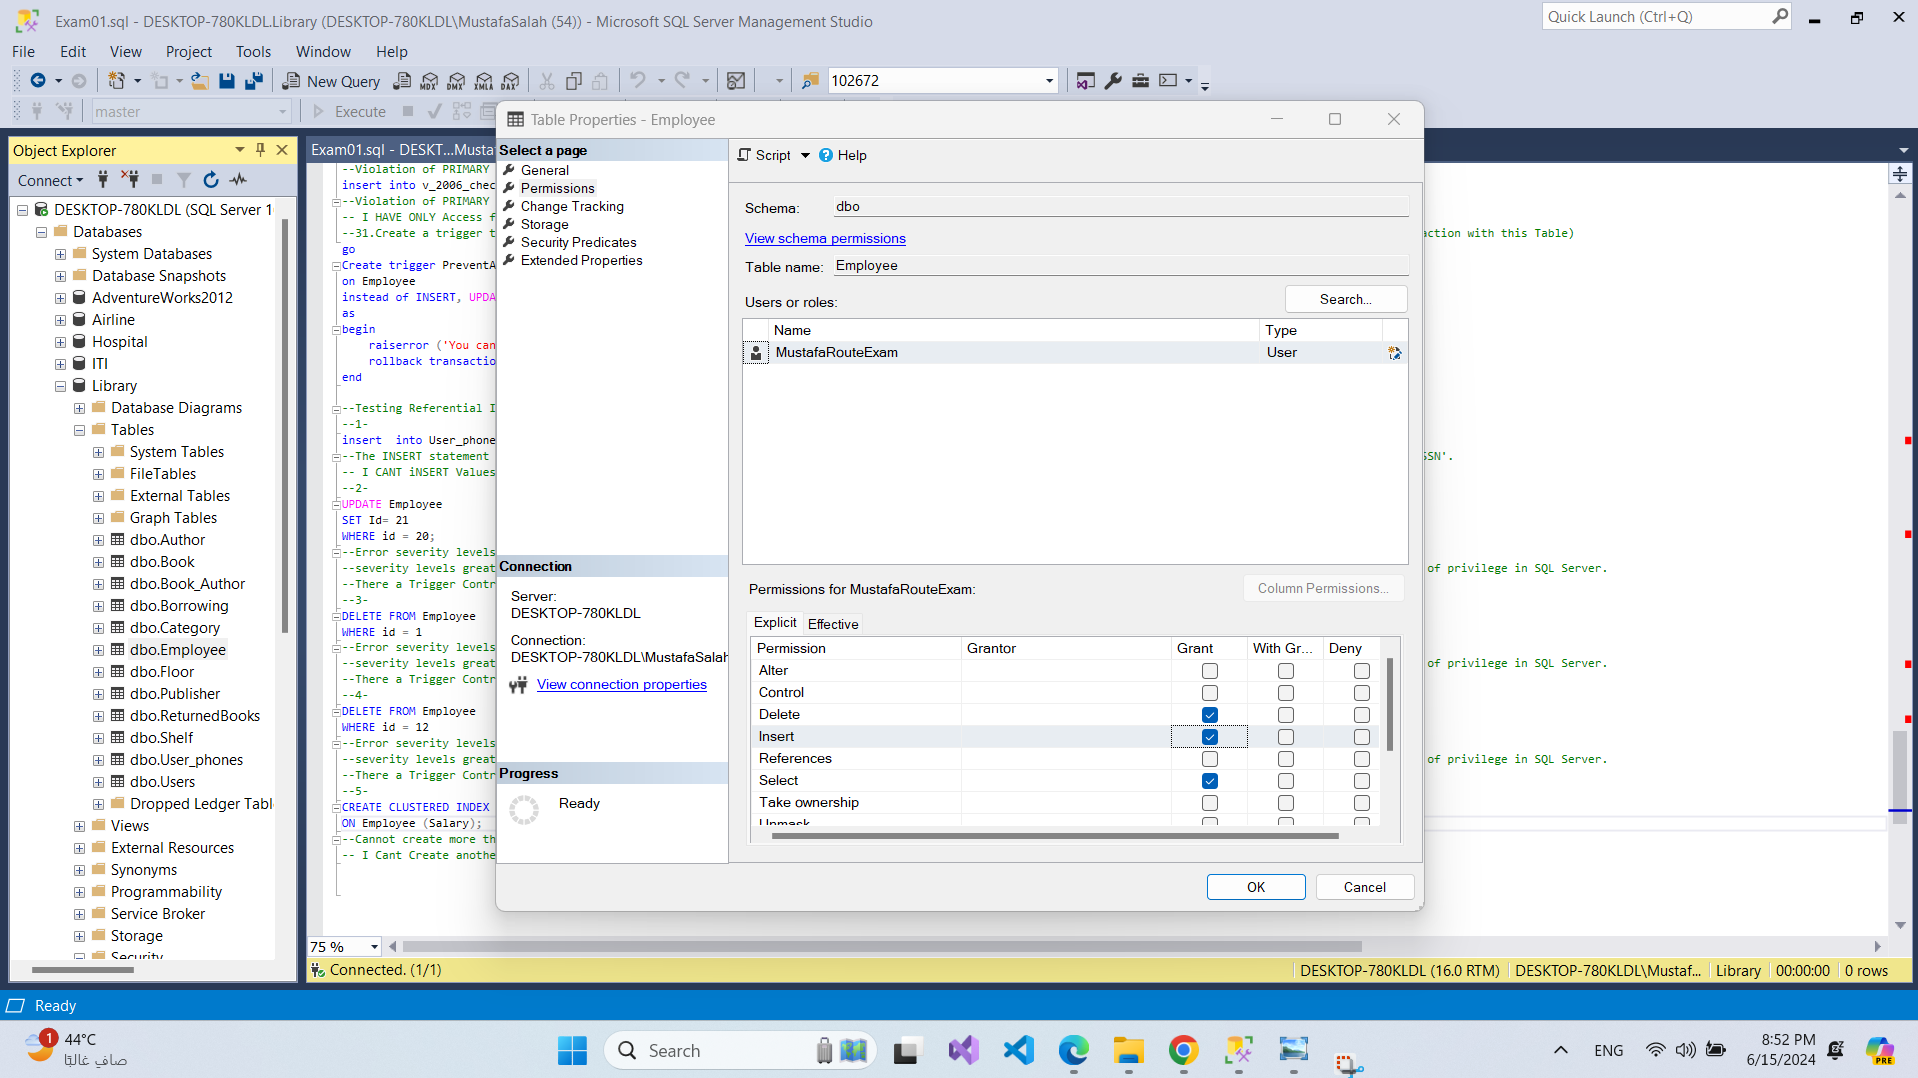 Exam01.sql - DESKTOP-780KLDL.Library (DESKTOP-780KLDL\MustafaSalah (54)) - Microsoft SQL Server Management Studio
Quick Launch (Ctrl+Q)
File Edit View Project Tools Window Help
New Query MDX DMX XMLA DAX 102672
master Execute
Object Explorer
Connect
DESKTOP-780KLDL (SQL Server 1
Databases
System Databases
Database Snapshots
AdventureWorks2012
Airline
Hospital
ITI
Library
Database Diagrams
Tables
System Tables
FileTables
External Tables
Graph Tables
dbo.Author
dbo.Book
dbo.Book_Author
dbo.Borrowing
dbo.Category
dbo.Employee
dbo.Floor
dbo.Publisher
dbo.ReturnedBooks
dbo.Shelf
dbo.User_phones
dbo.Users
Dropped Ledger Tabl
Views
External Resources
Synonyms
Programmability
Service Broker
Storage
Security
Exam01.sql - DESKT...Musta
--Violation of PRIMARY
insert into v_2006_chec
--Violation of PRIMARY
-- I HAVE ONLY Access f
--31.Create a trigger t
action with this Table)
go
Create trigger PreventA
on Employee
instead of INSERT, UPDA
as
begin
raiserror ('You can
rollback transactio
end
--Testing Referential I
--1-
insert into User_phone
--The INSERT statement
SSN'.
-- I CANT iNSERT Values
--2-
UPDATE Employee
SET Id= 21
WHERE id = 20;
--Error severity levels
--severity levels great
of privilege in SQL Server.
--There a Trigger Contr
--3-
DELETE FROM Employee
WHERE id = 1
--Error severity levels
--severity levels great
of privilege in SQL Server.
--There a Trigger Contr
--4-
DELETE FROM Employee
WHERE id = 12
--Error severity levels
--severity levels great
of privilege in SQL Server.
--There a Trigger Contr
--5-
CREATE CLUSTERED INDEX
ON Employee (Salary);
--Cannot create more th
-- I Cant Create anothe
Table Properties - Employee
Select a page
General
Permissions
Change Tracking
Storage
Security Predicates
Extended Properties
Connection
Server:
DESKTOP-780KLDL
Connection:
DESKTOP-780KLDL\MustafaSalah
View connection properties
Progress
Ready
Script Help
Schema: dbo
View schema permissions
Table name: Employee
Users or roles: Search...
Name Type
MustafaRouteExam User
Permissions for MustafaRouteExam: Column Permissions...
Explicit Effective
Permission Grantor Grant With Gr... Deny
Alter
Control
Delete
Insert
References
Select
Take ownership
Unmask
OK Cancel
75 %
Connected. (1/1) DESKTOP-780KLDL (16.0 RTM) DESKTOP-780KLDL\Mustaf... Library 00:00:00 0 rows
Ready
1 44°C
صاف غالبًا
Search
ENG
8:52 PM
6/15/2024
PRE